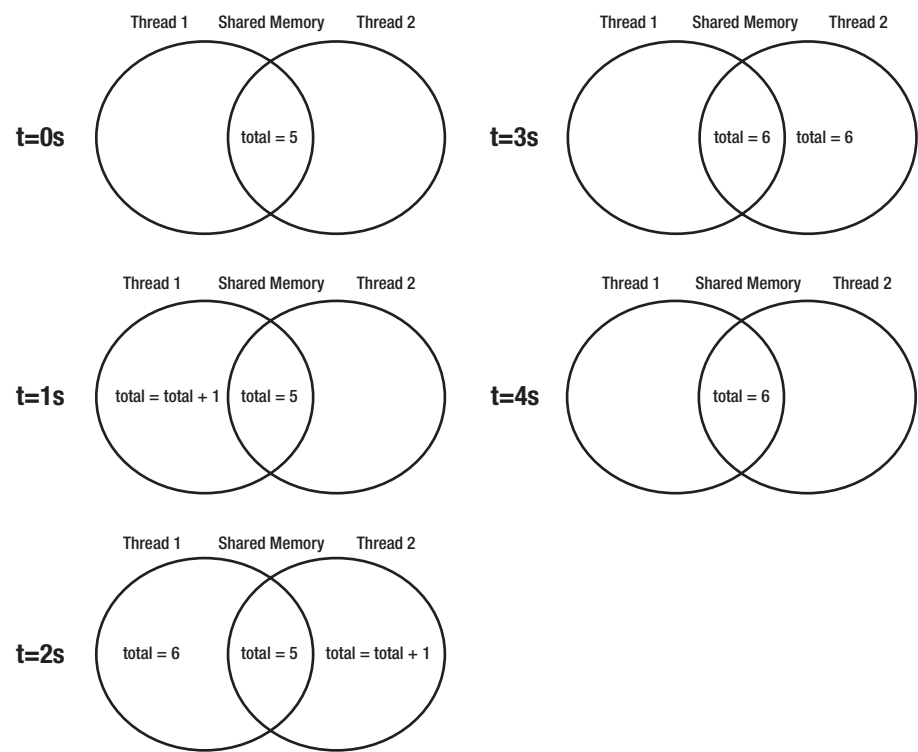 Thread 1 Shared Memory Thread 2
t=0s total = 5
Thread 1 Shared Memory Thread 2
t=1s total = total + 1 total = 5
Thread 1 Shared Memory Thread 2
t=2s total = 6 total = 5 total = total + 1
Thread 1 Shared Memory Thread 2
t=3s total = 6 total = 6
Thread 1 Shared Memory Thread 2
t=4s total = 6